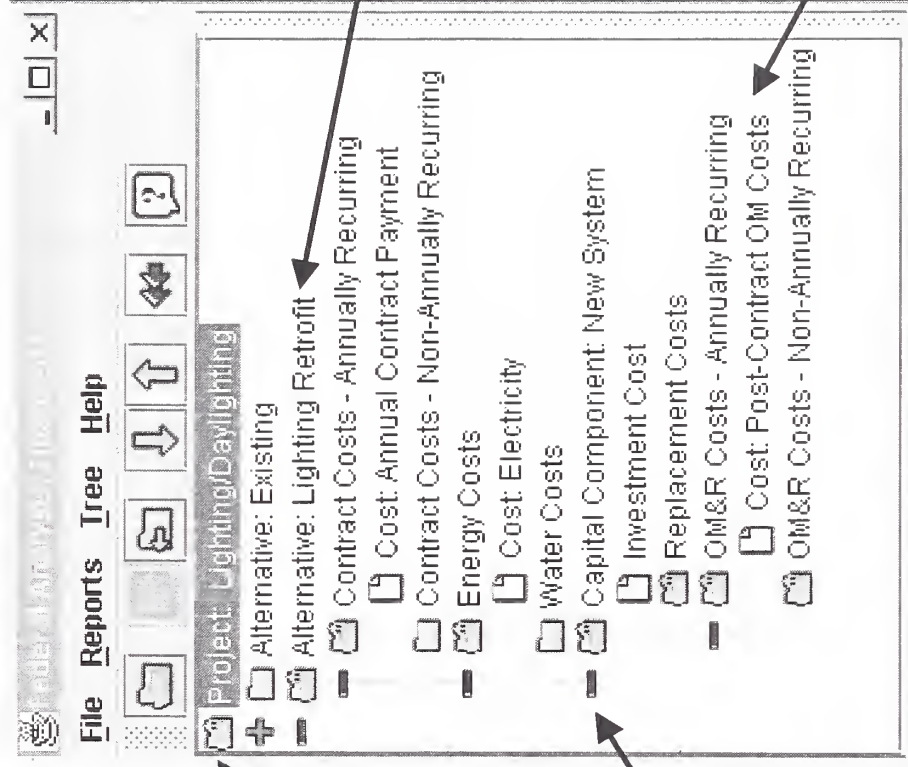 File Reports Tree Help
Project: Lighting/Daylighting
Alternative: Existing
Alternative: Lighting Retrofit
Contract Costs - Annually Recurring
Cost: Annual Contract Payment
Contract Costs - Non-Annually Recurring
Energy Costs
Cost: Electricity
Water Costs
Capital Component: New System
Investment Cost
Replacement Costs
OM&R Costs - Annually Recurring
Cost: Post-Contract OM Costs
OM&R Costs - Non-Annually Recurring